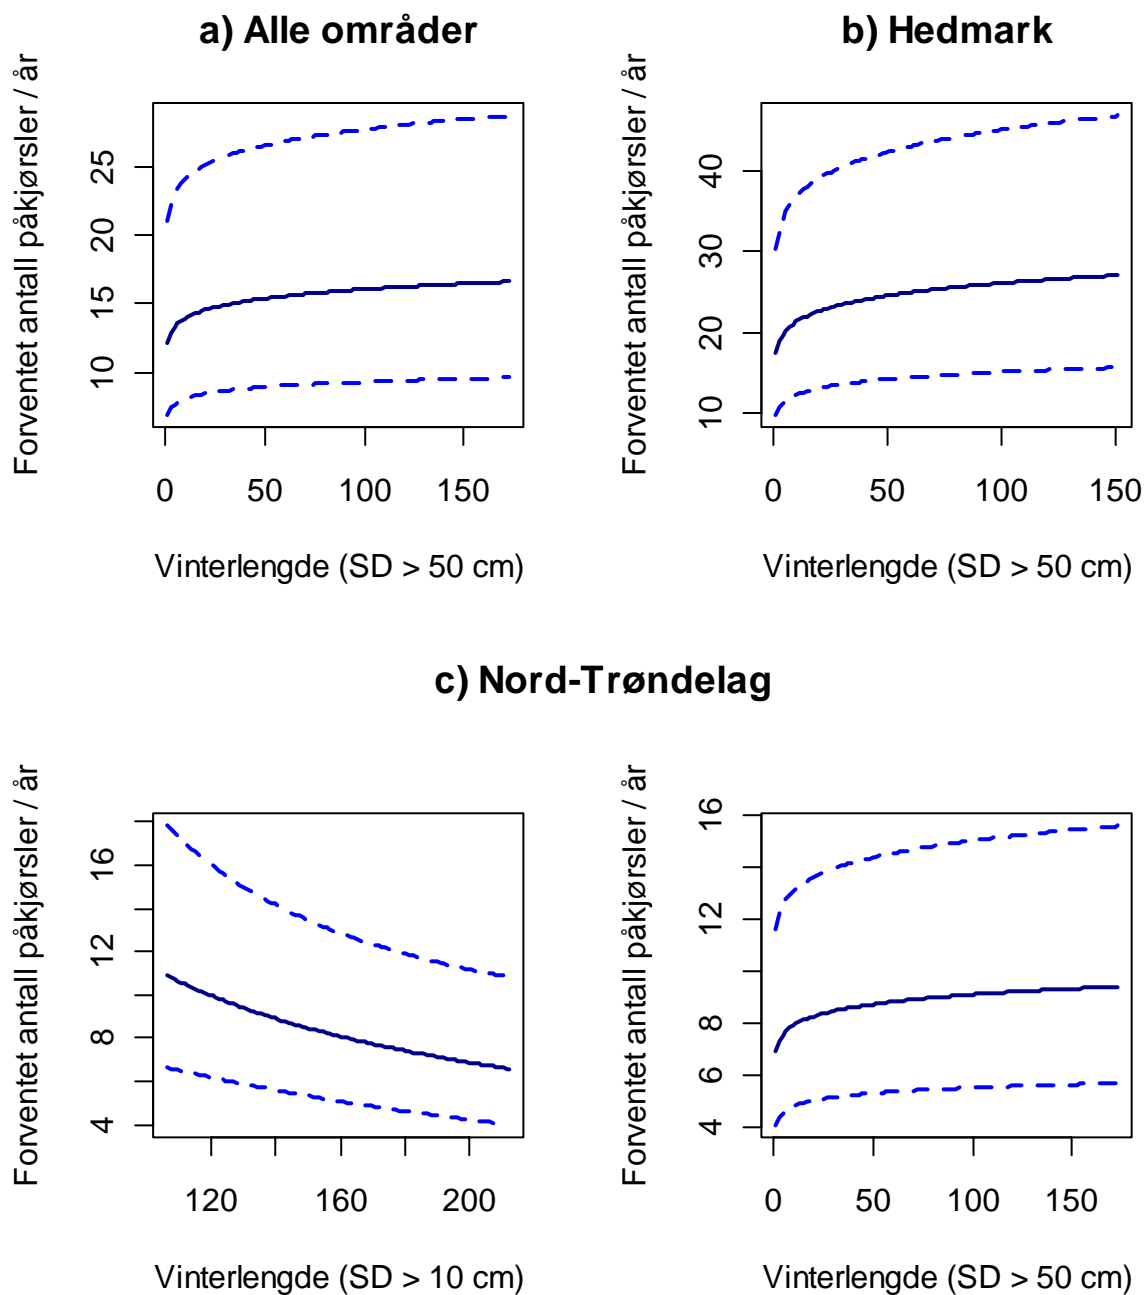 a) Alle områder
Forventet antall påkjørsler / år
10 15 20 25
0 50 100 150
Vinterlengde (SD > 50 cm)
b) Hedmark
Forventet antall påkjørsler / år
10 20 30 40
0 50 100 150
Vinterlengde (SD > 50 cm)
c) Nord-Trøndelag
Forventet antall påkjørsler / år
4 8 12 16
120 160 200
Vinterlengde (SD > 10 cm)
Forventet antall påkjørsler / år
4 6 8 12 16
0 50 100 150
Vinterlengde (SD > 50 cm)